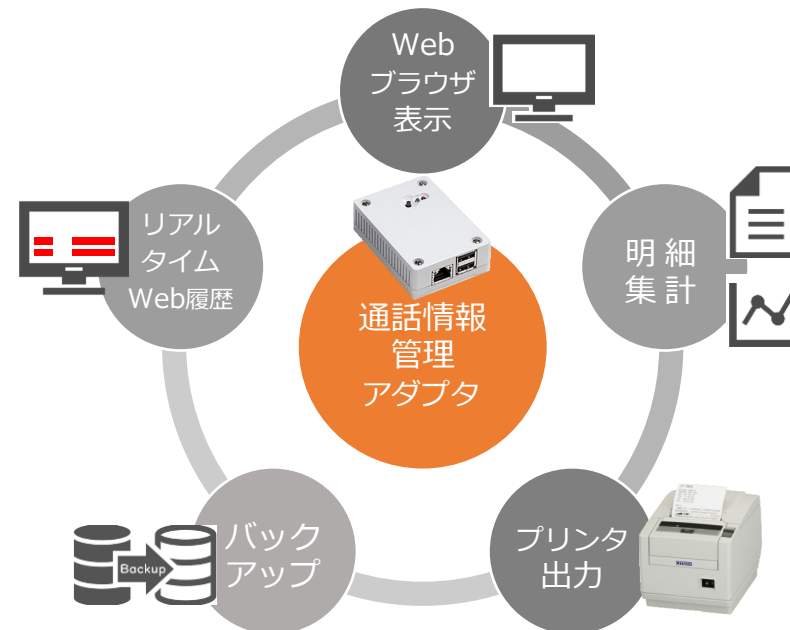 Web
ブラウザ
表示
リアル
タイム
Web履歴
明細
集計
通話情報
管理
アダプタ
バック
アップ
Backup
プリンタ
出力